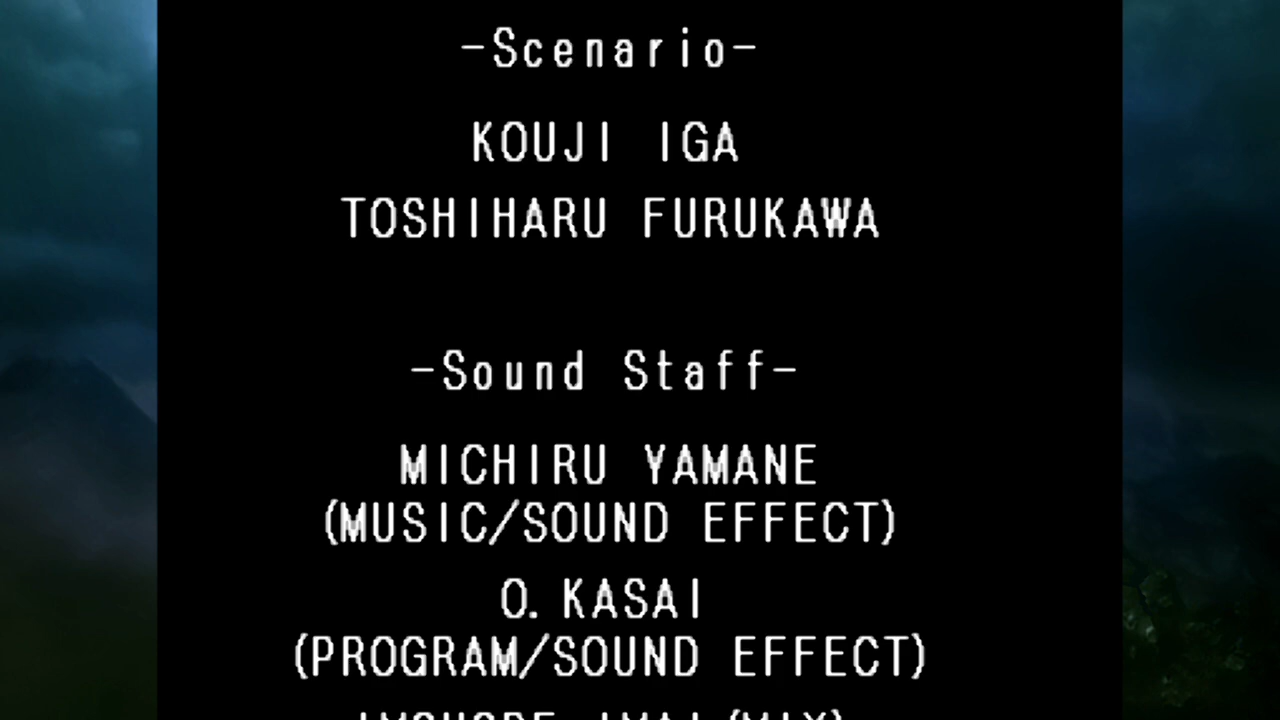 -Scenario-
KOUJI IGA
TOSHIHARU FURUKAWA
-Sound Staff-
MICHIRU YAMANE
(MUSIC/SOUND EFFECT)
O. KASAI
(PROGRAM/SOUND EFFECT)